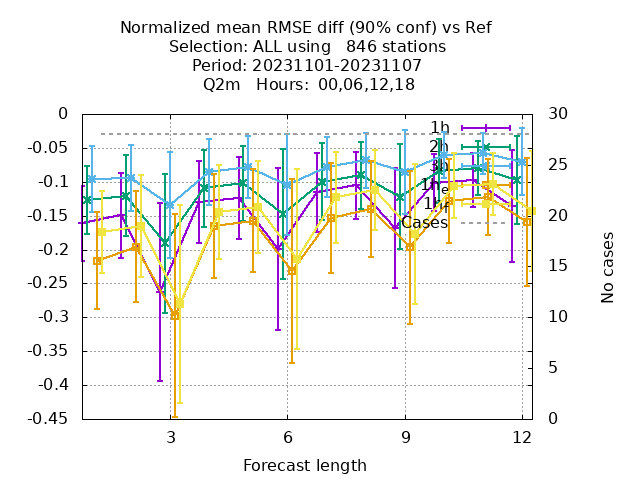 Normalized mean RMSE diff (90% conf) vs Ref
Selection: ALL using   846 stations
Period: 20231101-20231107
Q2m   Hours:  00,06,12,18
0
-0.05
-0.1
-0.15
-0.2
-0.25
-0.3
-0.35
-0.4
-0.45
30
25
20
15
10
5
0
No cases
1h
2h
3h
Cases
3
6
9
12
Forecast length